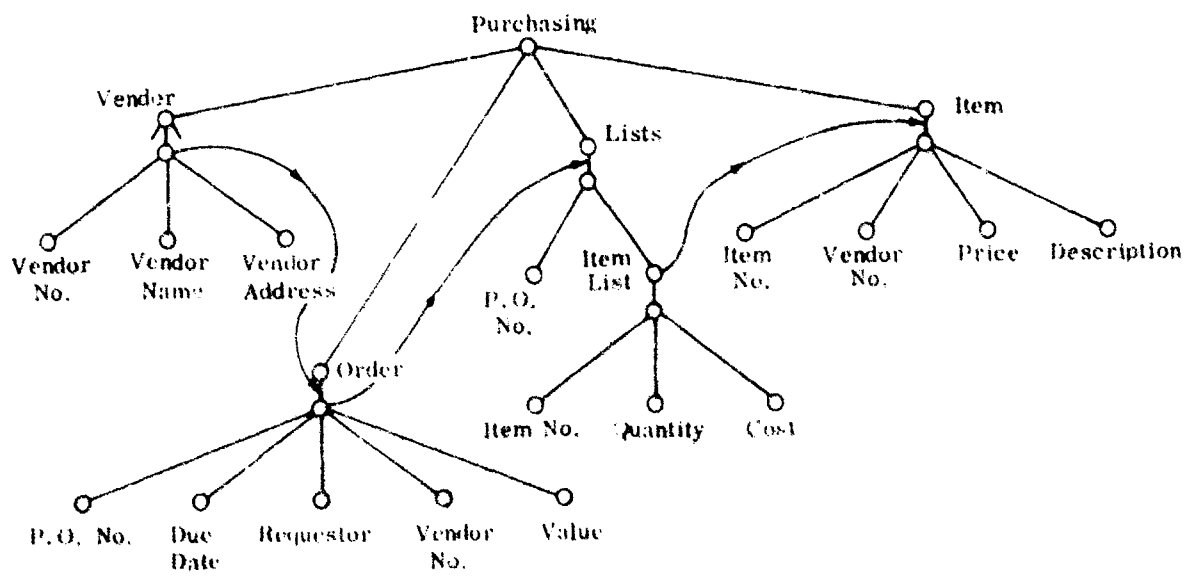 Purchasing
Vendor
Item
Lists
Vendor
No.
Vendor
Name
Vendor
Address
Item
List
P.O.
No.
Item
No.
Vendor
No.
Price
Description
Order
Item No.
Quantity
Cost
P.O. No.
Due
Date
Requestor
Vendor
No.
Value